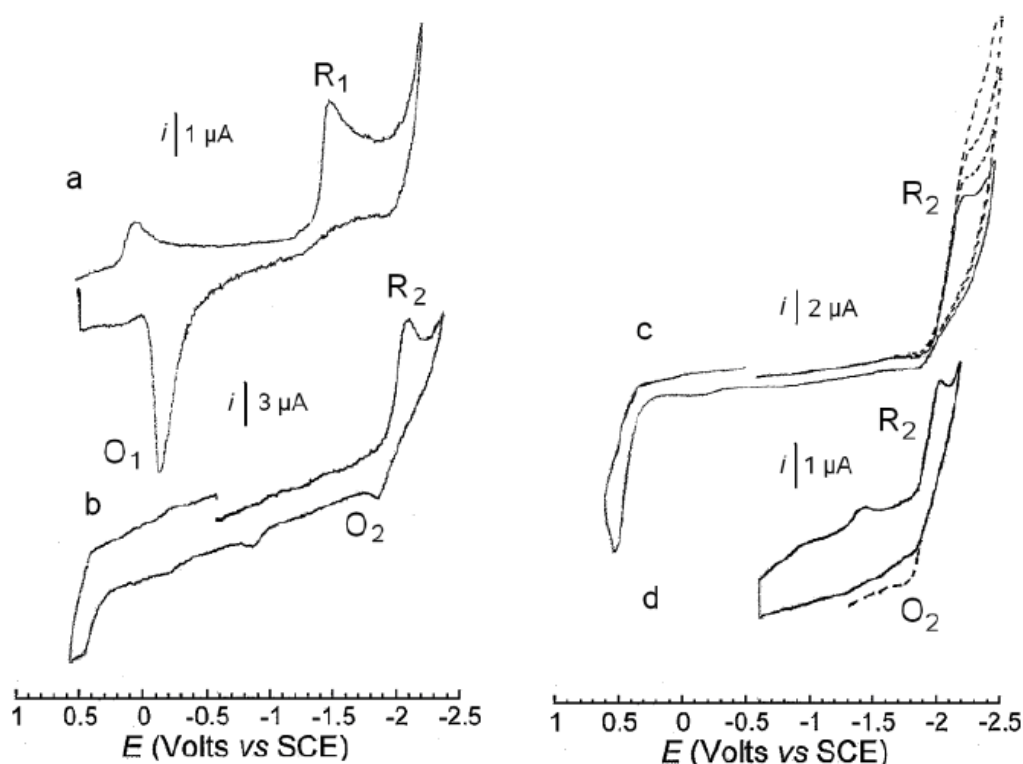 R1
i 1 μA
a
R2
i 3 μA
O1
b
O2
1 0.5 0 -0.5 -1 -1.5 -2 -2.5
E (Volts vs SCE)
R2
i 2 μA
c
R2
i 1 μA
d
O2
1 0.5 0 -0.5 -1 -1.5 -2 -2.5
E (Volts vs SCE)